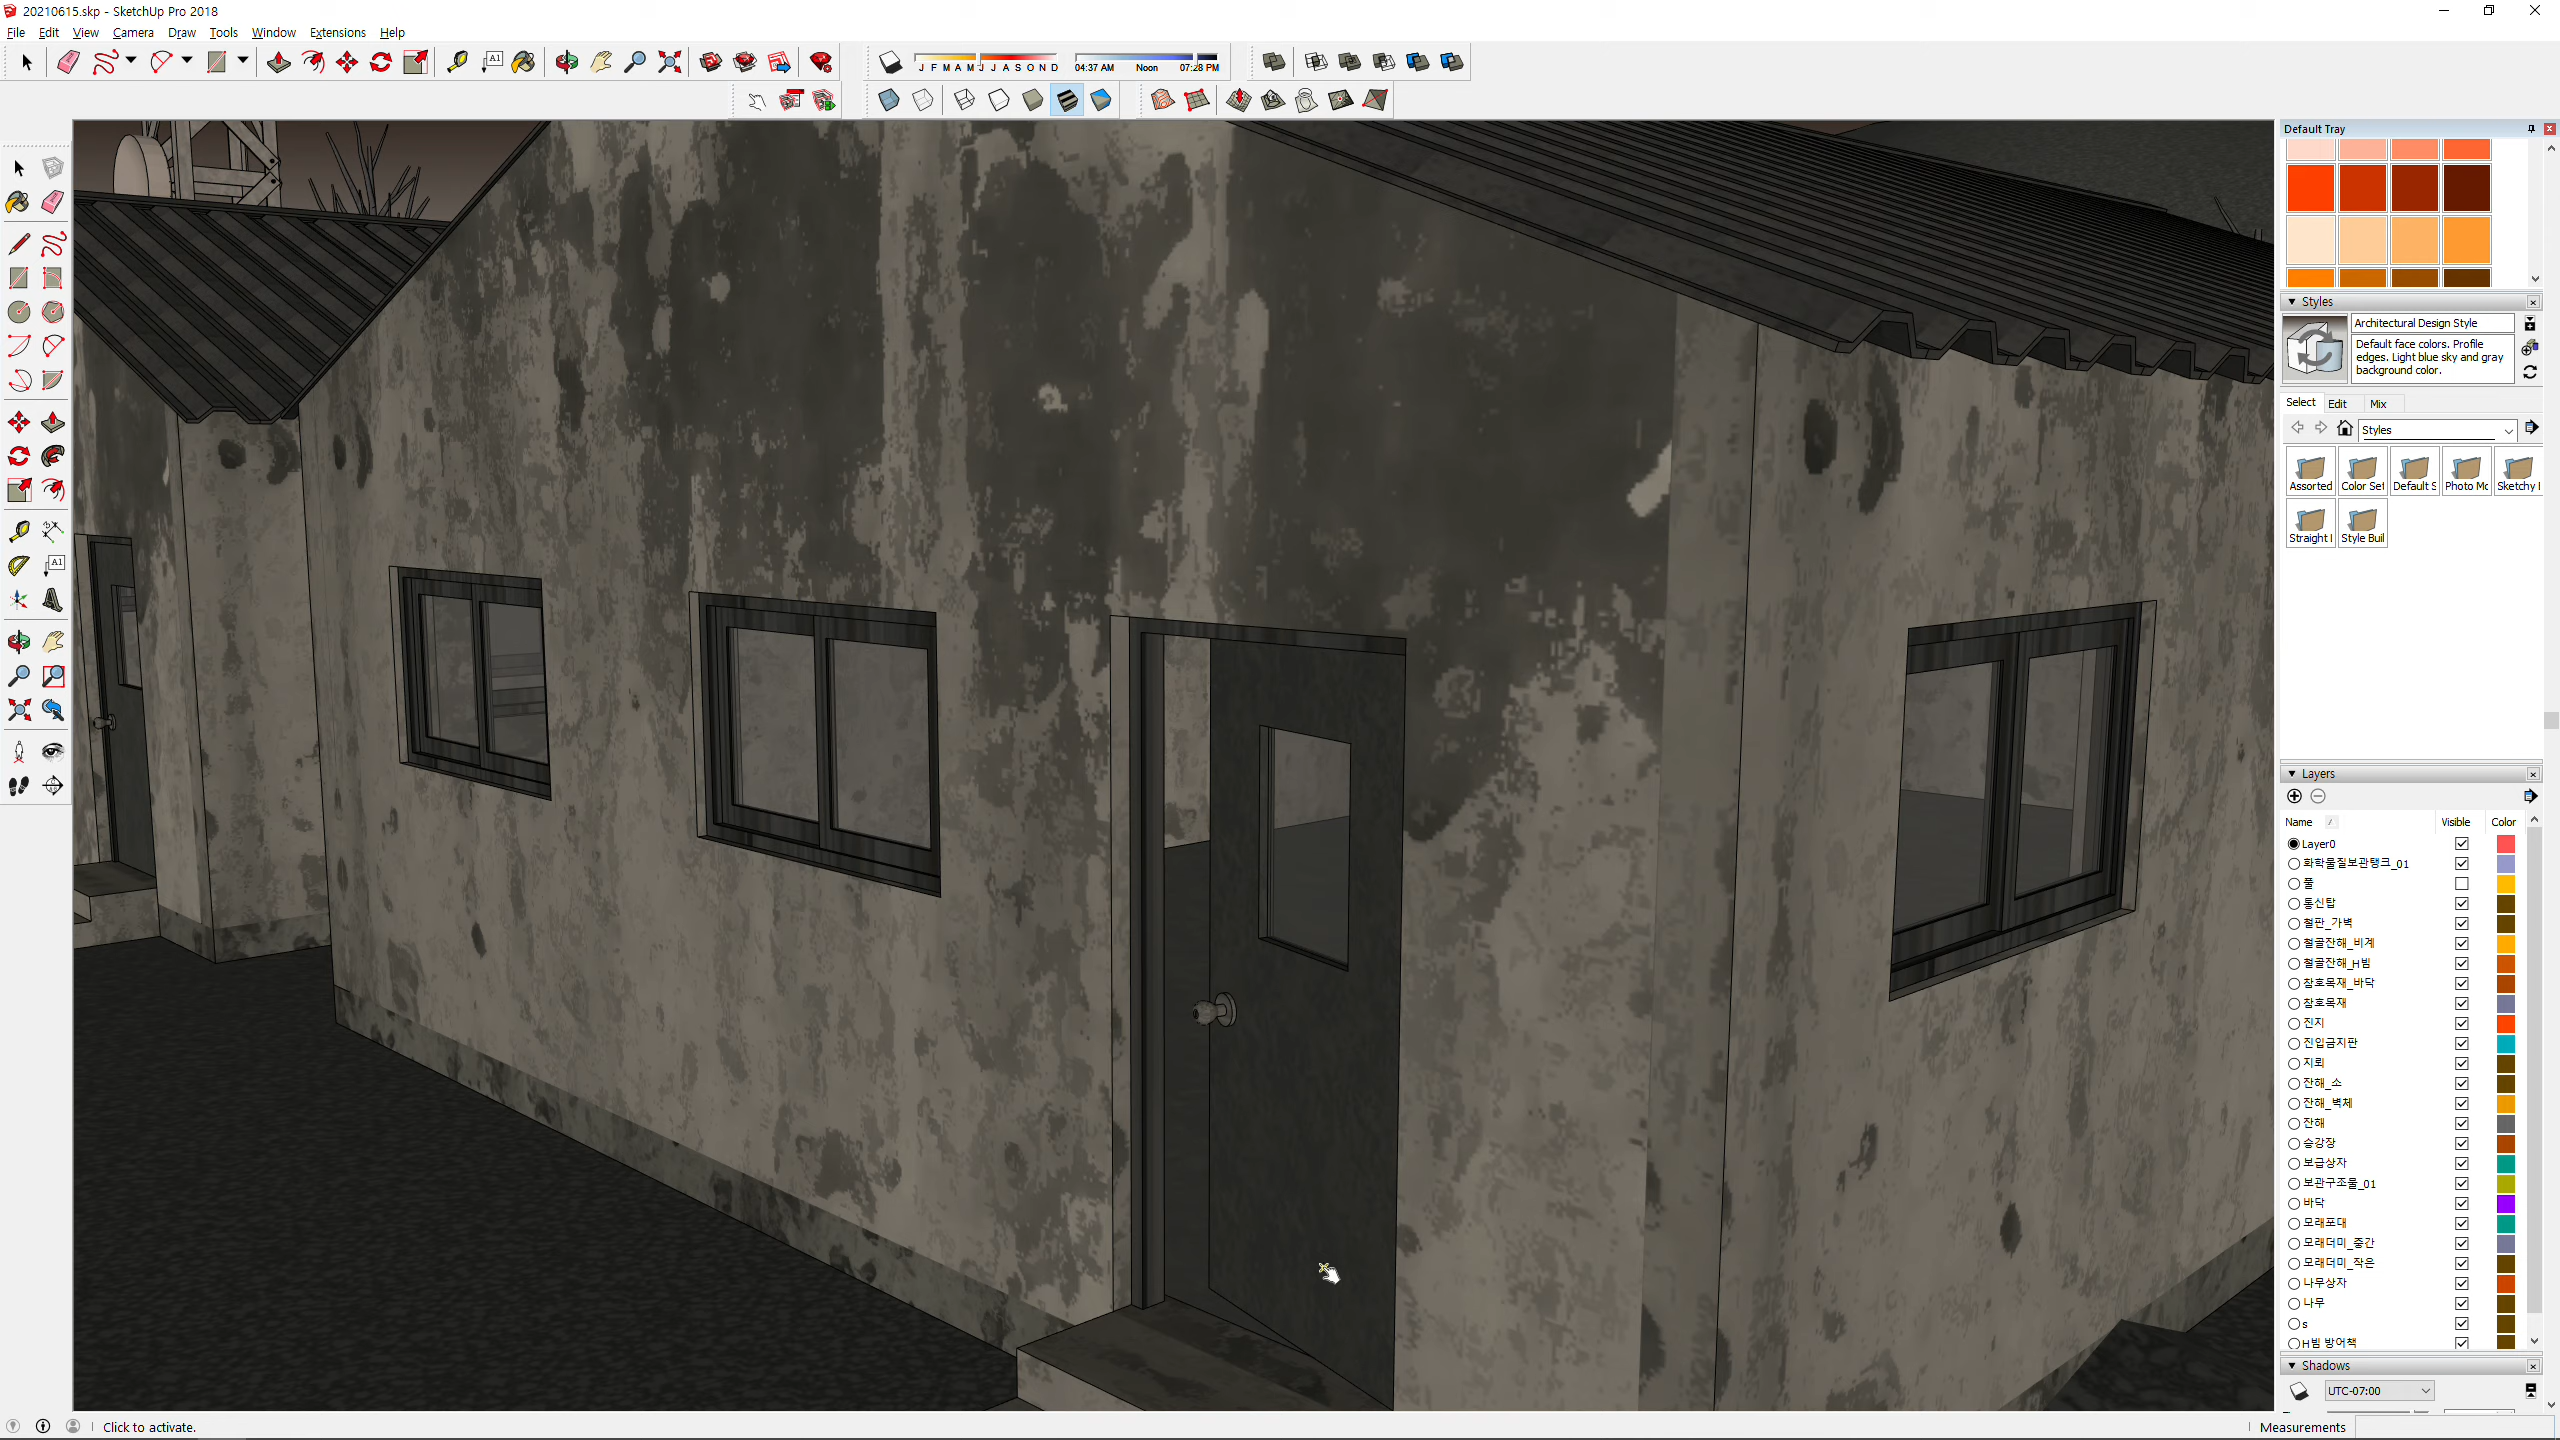 20210615.skp - SketchUp Pro 2018
File Edit View Camera Draw Tools Window Extensions Help
A1
J F M A M J J A S O N D
04:37 AM Noon 07:28 PM
Default Tray
Styles
Architectural Design Style
Default face colors. Profile
edges. Light blue sky and gray
background color.
Select Edit Mix
Styles
Assorted Color Set Default S Photo Mo Sketchy I
Straight I Style Buil
A1
Layers
Name Visible Color
Layer0
화학물질보관탱크_01
풀
통신탑
철판_가벽
철골잔해_비계
철골잔해_H빔
참호목재_바닥
참호목재
진지
진입금지판
지뢰
잔해_소
잔해_벽체
잔해
승강장
보급상자
보관구조물_01
바닥
모래포대
모래더미_중간
모래더미_작은
나무상자
나무
s
H빔 방어책
Shadows
UTC-07:00
Click to activate.
Measurements